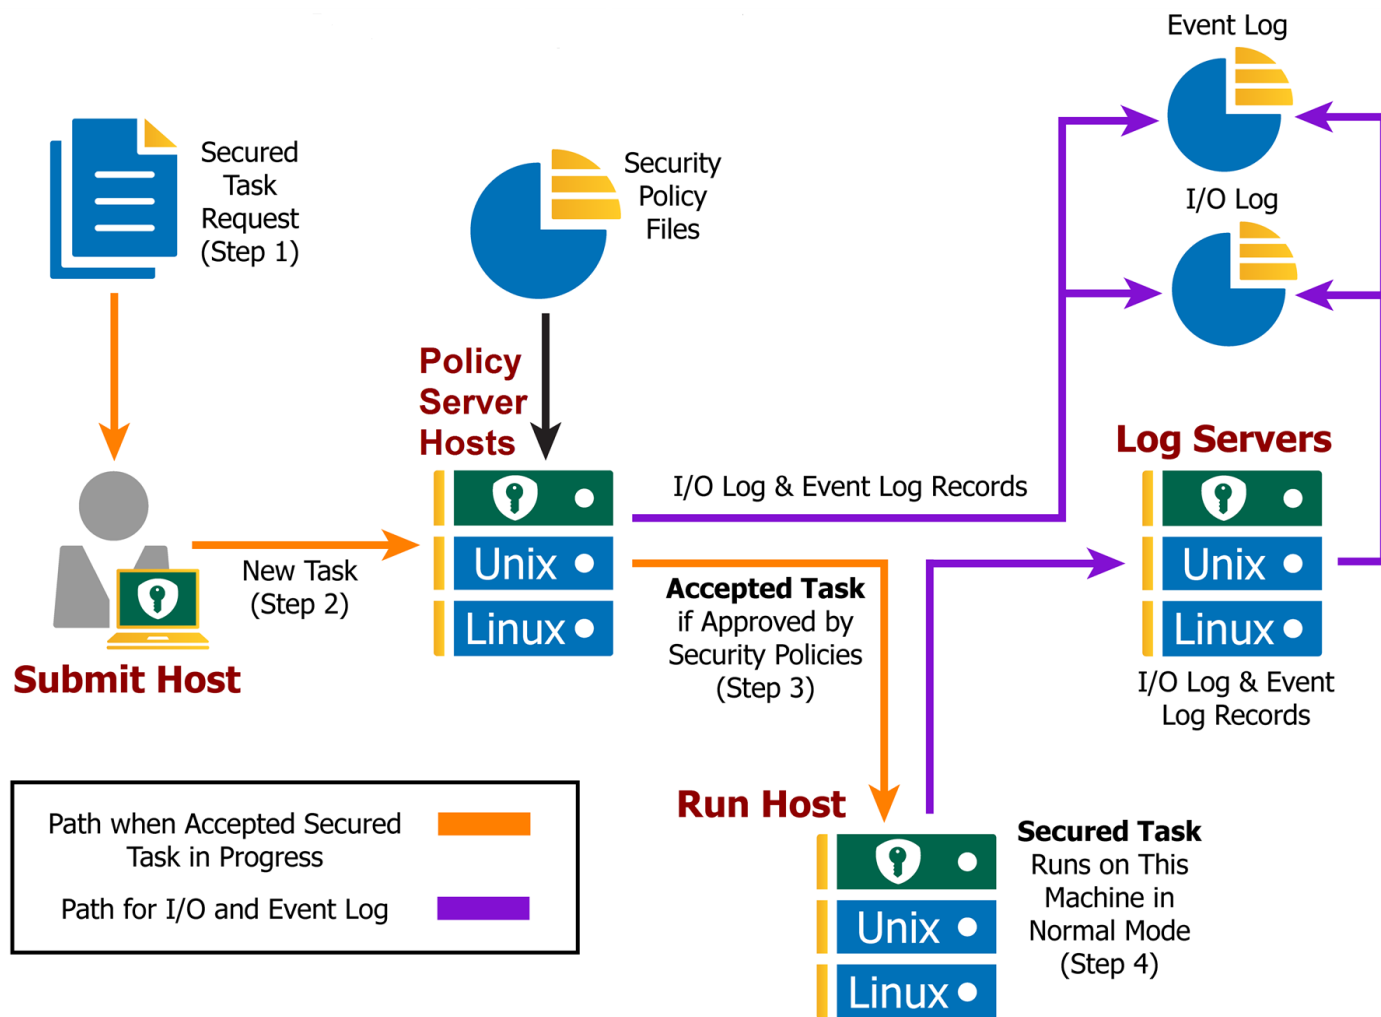 Event Log
Secured
Task
Request
(Step 1)
Security
Policy
Files
I/O Log
Policy
Server
Hosts
Log Servers
I/O Log & Event Log Records
New Task
(Step 2)
Unix
Linux
Accepted Task
if Approved by
Security Policies
(Step 3)
Unix
Linux
I/O Log & Event
Log Records
Submit Host
Run Host
Path when Accepted Secured
Task in Progress
Path for I/O and Event Log
Unix
Linux
Secured Task
Runs on This
Machine in
Normal Mode
(Step 4)